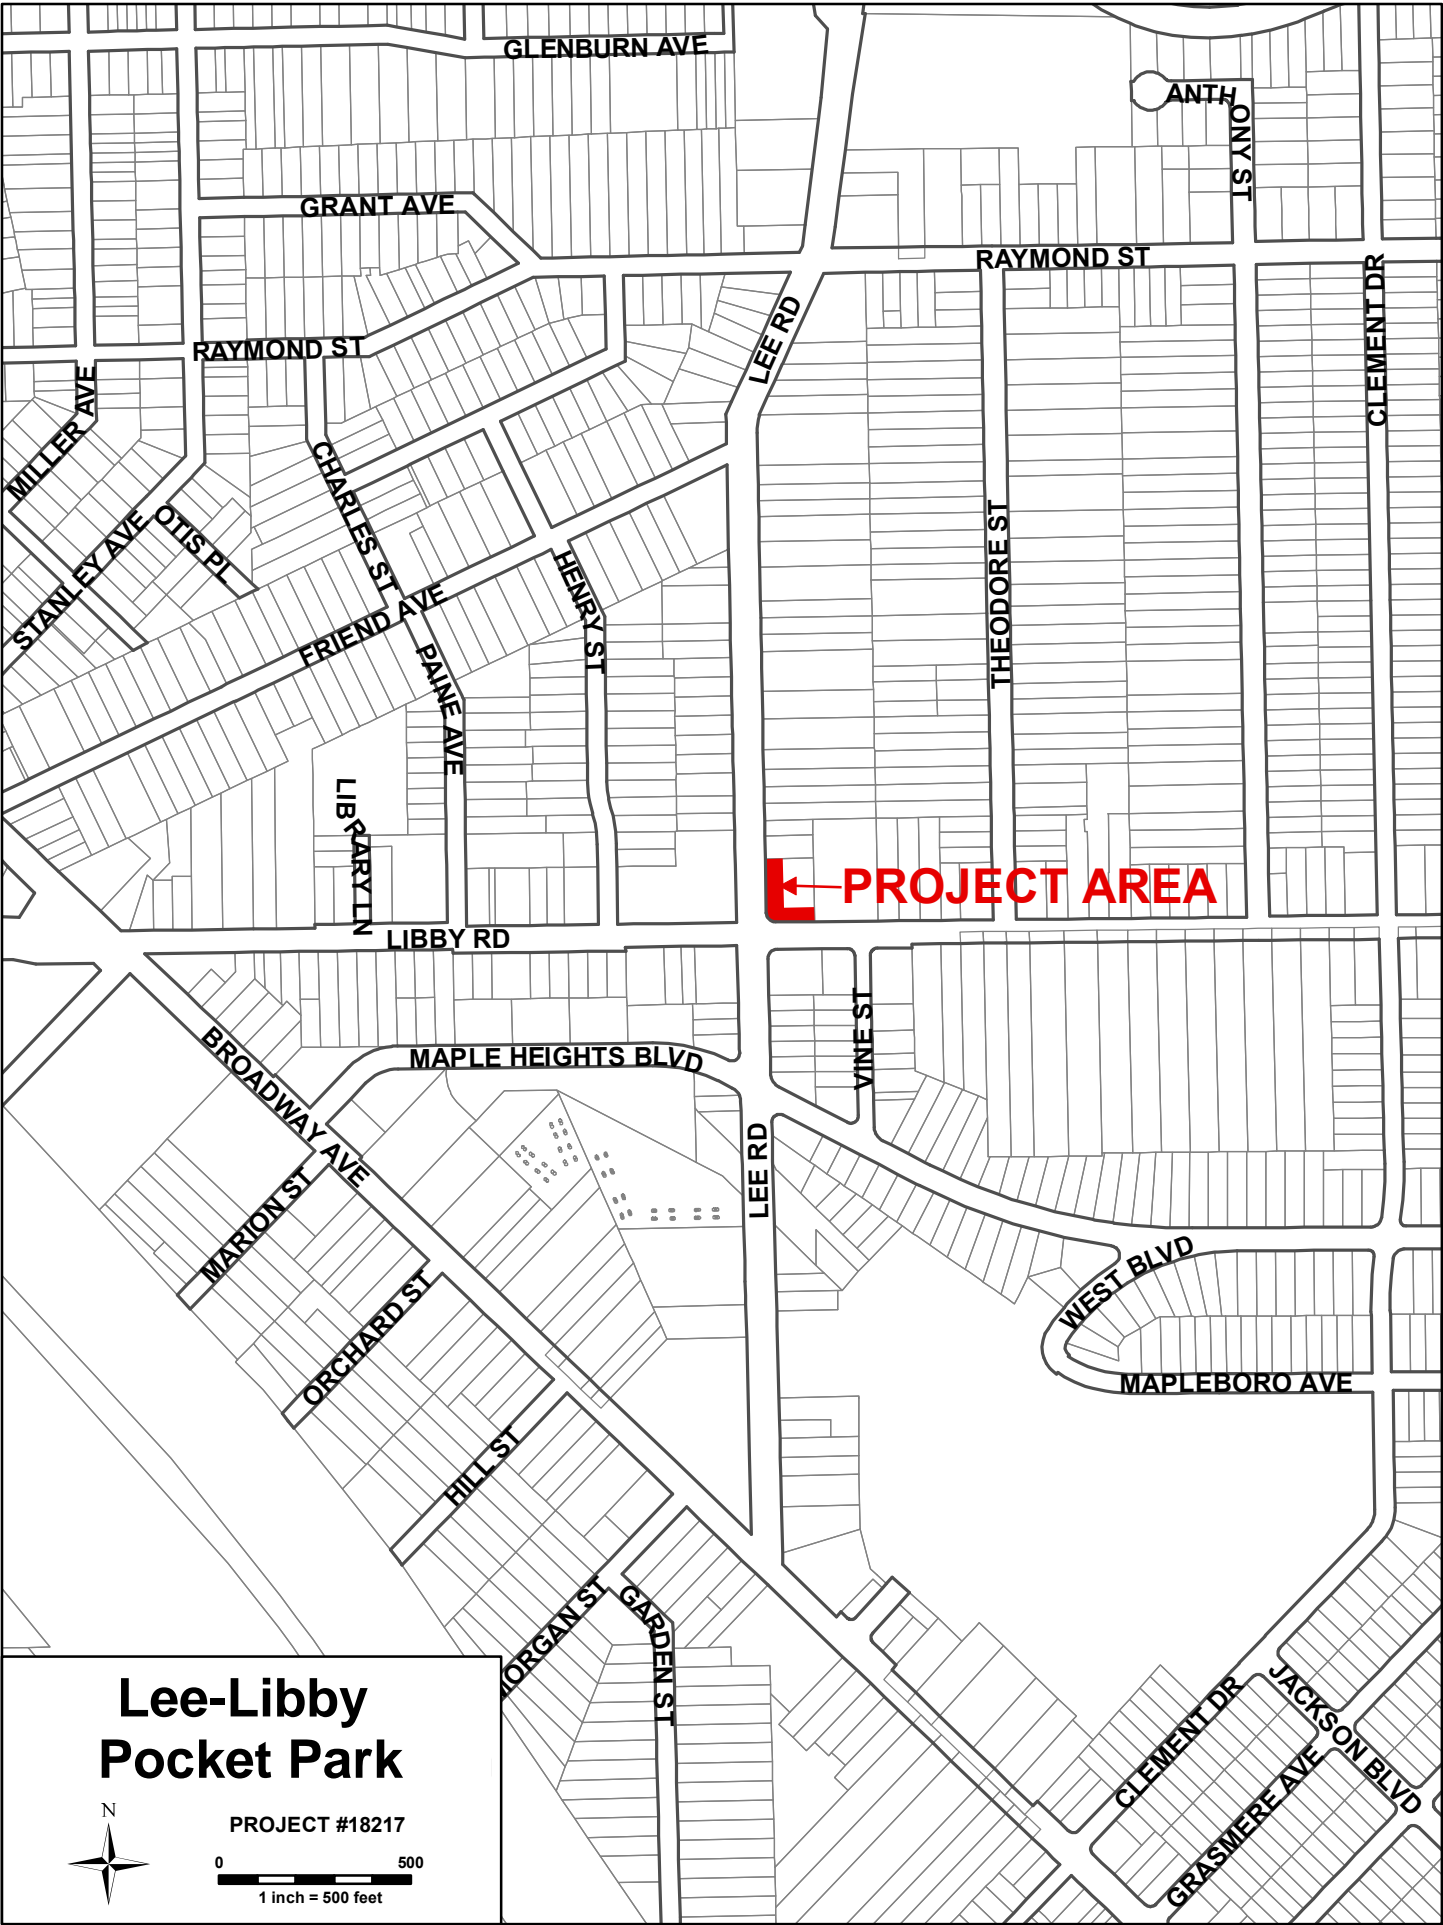 GLENBURN AVE
ANTHONY ST
GRANT AVE
RAYMOND ST
CLEMENT DR
LEE RD
RAYMOND ST
MILLER AVE
CHARLES ST
STANLEY AVE
OTIS PL
THEODORE ST
HENRY ST
FRIEND AVE
PAINE AVE
LIBRARY LN
PROJECT AREA
LIBBY RD
VINE ST
BROADWAY AVE
MAPLE HEIGHTS BLVD
LEE RD
MARION ST
WEST BLVD
ORCHARD ST
MAPLEBORO AVE
HILL ST
MORGAN ST
GARDEN ST
CLEMENT DR
JACKSON BLVD
GRASMERE AVE
Lee-Libby
Pocket Park
N
PROJECT #18217
0 500
1 inch = 500 feet